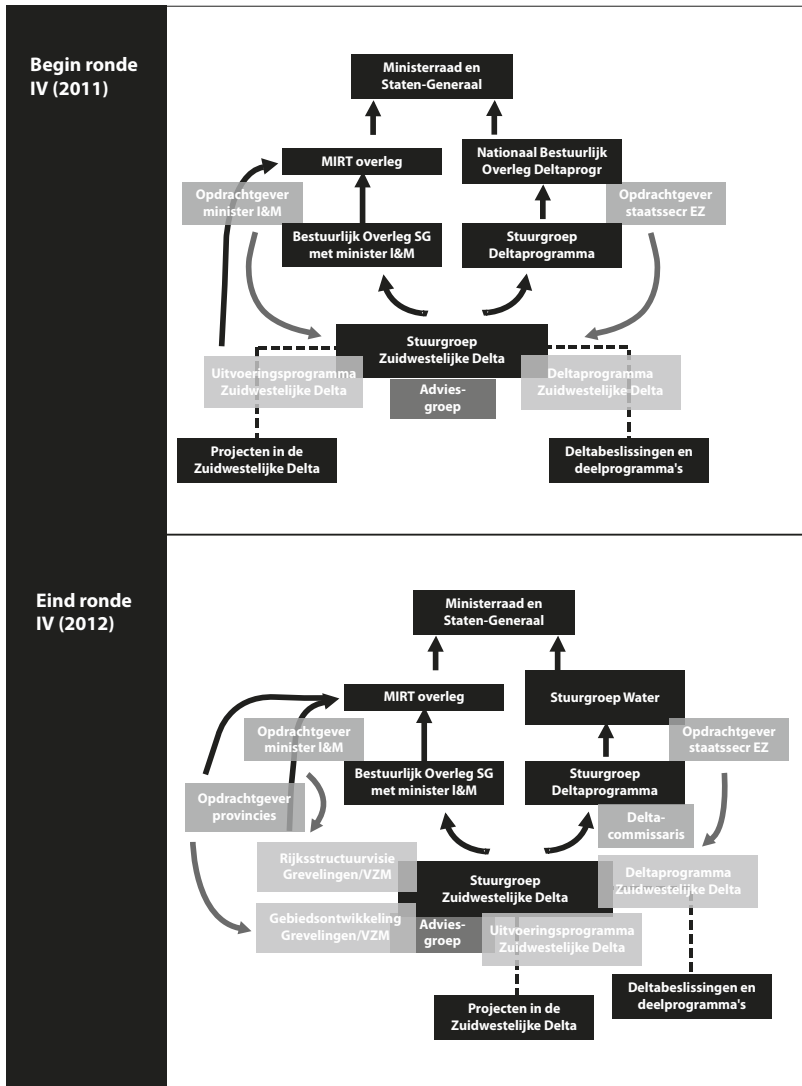 Begin ronde
IV (2011)
Ministerraad en
Staten-Generaal
MIRT overleg
Nationaal Bestuurlijk
Overleg Deltaprogr
Opdrachtgever
minister I&M
Opdrachtgever
staatssecr EZ
Bestuurlijk Overleg SG
met minister I&M
Stuurgroep
Deltaprogramma
Stuurgroep
Zuidwestelijke Delta
Uitvoeringsprogramma
Zuidwestelijke Delta
Deltaprogramma
Zuidwestelijke Delta
Advies-
groep
Projecten in de
Zuidwestelijke Delta
Deltabeslissingen en
deelprogramma's
Eind ronde
IV (2012)
Ministerraad en
Staten-Generaal
MIRT overleg
Stuurgroep Water
Opdrachtgever
minister I&M
Opdrachtgever
staatssecr EZ
Bestuurlijk Overleg SG
met minister I&M
Stuurgroep
Deltaprogramma
Opdrachtgever
provincies
Delta-
commissaris
Rijksstructuurvisie
Grevelingen/VZM
Stuurgroep
Zuidwestelijke Delta
Deltaprogramma
Zuidwestelijke Delta
Gebiedsontwikkeling
Grevelingen/VZM
Advies-
groep
Uitvoeringsprogramma
Zuidwestelijke Delta
Deltabeslissingen en
deelprogramma's
Projecten in de
Zuidwestelijke Delta